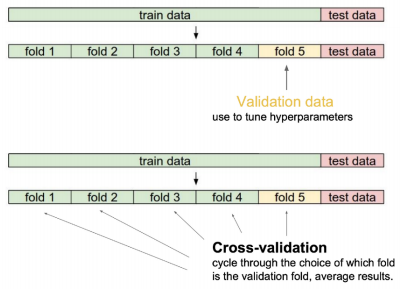 train data test data
fold 1 fold 2 fold 3 fold 4 fold 5 test data
Validation data
use to tune hyperparameters
train data test data
fold 1 fold 2 fold 3 fold 4 fold 5 test data
Cross-validation
cycle through the choice of which fold
is the validation fold, average results.